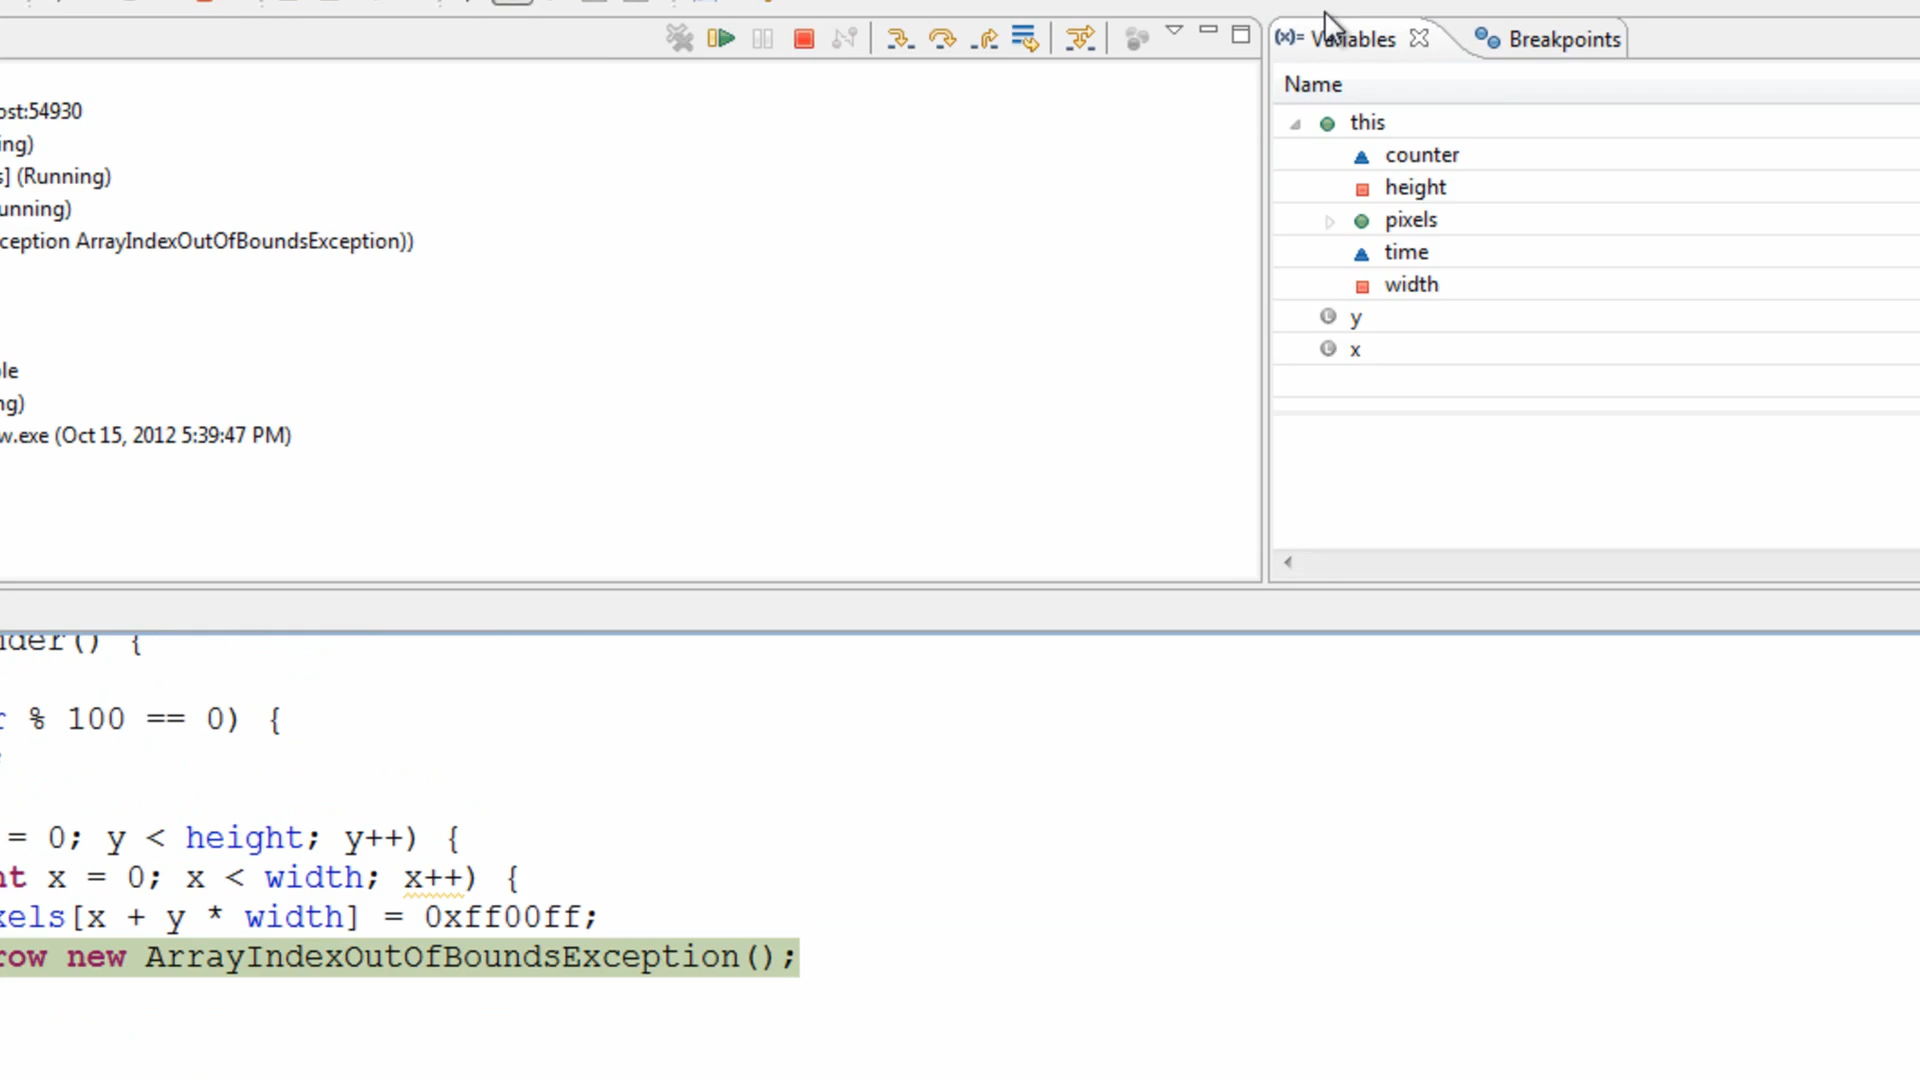 Variables
Breakpoints
Name
ost:54930
ing)
s] (Running)
unning)
ception ArrayIndexOutOfBoundsException))
le
ng)
w.exe (Oct 15, 2012 5:39:47 PM)
this
counter
height
pixels
time
width
y
x
nder() {
r % 100 == 0) {
= 0; y < height; y++) {
nt x = 0; x < width; x++) {
xels[x + y * width] = 0xff00ff;
row new ArrayIndexOutOfBoundsException();